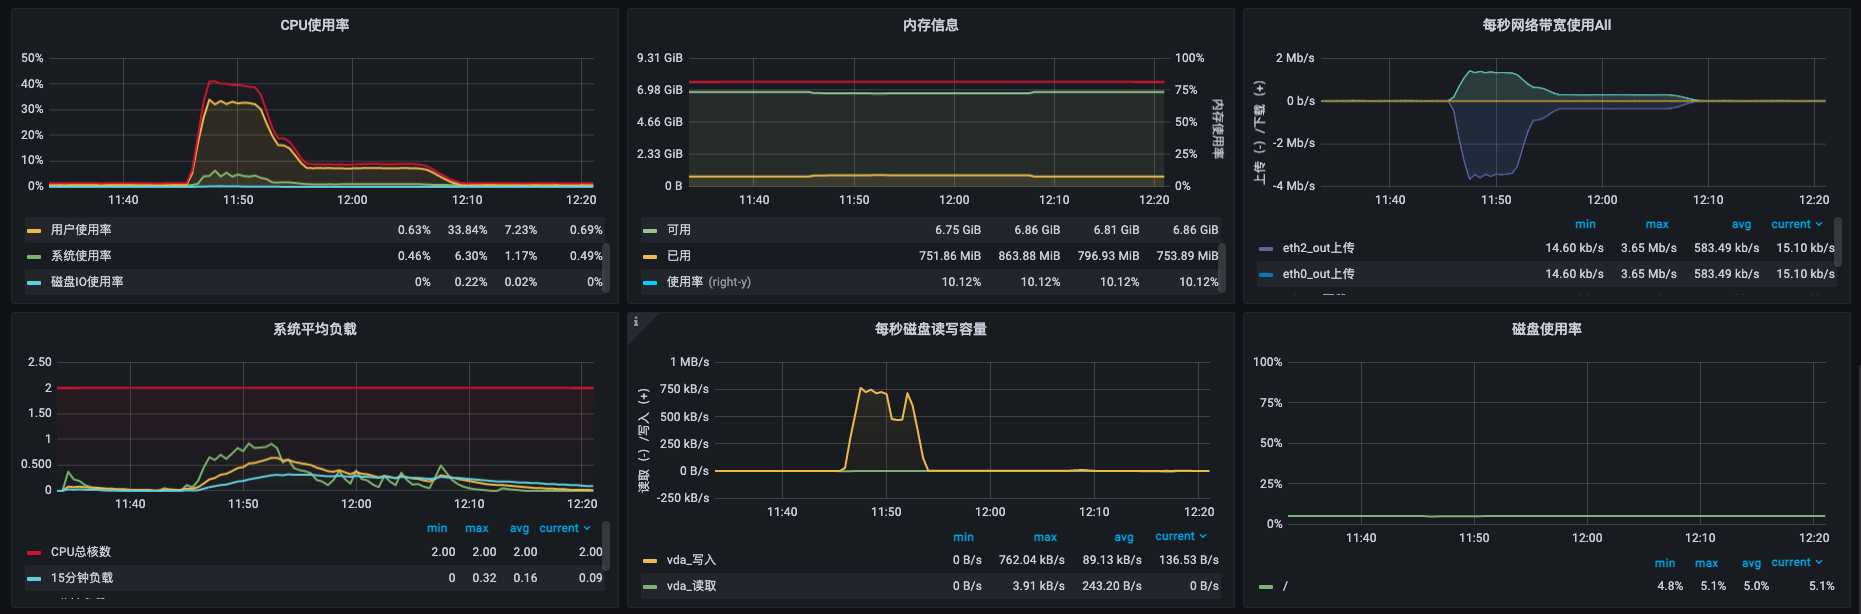 CPU使用率
50%
40%
30%
20%
10%
0%
11:40 11:50 12:00 12:10 12:20
用户使用率 0.63% 33.84% 7.23% 0.69%
系统使用率 0.46% 6.30% 1.17% 0.49%
磁盘IO使用率 0% 0.22% 0.02% 0%
内存信息
9.31 GiB 100%
6.98 GiB 75%
4.66 GiB 50%
2.33 GiB 25%
0 B 0%
内存使用率
11:40 11:50 12:00 12:10 12:20
可用 6.75 GiB 6.86 GiB 6.81 GiB 6.86 GiB
已用 751.86 MiB 863.88 MiB 796.93 MiB 753.89 MiB
使用率 (right-y) 10.12% 10.12% 10.12% 10.12%
每秒网络带宽使用All
上传 (-) /下载 (+)
2 Mb/s
0 b/s
-2 Mb/s
-4 Mb/s
11:40 11:50 12:00 12:10 12:20
min max avg current
eth2_out上传 14.60 kb/s 3.65 Mb/s 583.49 kb/s 15.10 kb/s
eth0_out上传 14.60 kb/s 3.65 Mb/s 583.49 kb/s 15.10 kb/s
系统平均负载
2.50
2
1.50
1
0.500
0
11:40 11:50 12:00 12:10 12:20
min max avg current
CPU总核数 2.00 2.00 2.00 2.00
15分钟负载 0 0.32 0.16 0.09
i
每秒磁盘读写容量
读取 (-) /写入 (+)
1 MB/s
750 kB/s
500 kB/s
250 kB/s
0 B/s
-250 kB/s
11:40 11:50 12:00 12:10 12:20
min max avg current
vda_写入 0 B/s 762.04 kB/s 89.13 kB/s 136.53 B/s
vda_读取 0 B/s 3.91 kB/s 243.20 B/s 0 B/s
磁盘使用率
100%
75%
50%
25%
0%
11:40 11:50 12:00 12:10 12:20
min max avg current
/ 4.8% 5.1% 5.0% 5.1%